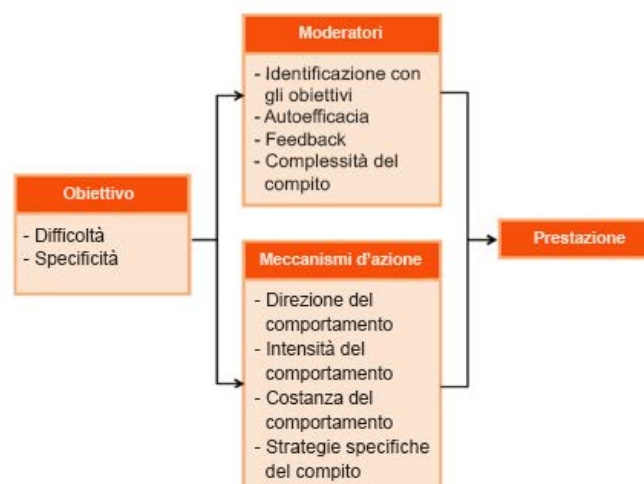 Moderatori
- Identificazione con
gli obiettivi
- Autoefficacia
- Feedback
- Complessità del
compito
Obiettivo
- Difficoltà
- Specificità
Meccanismi d'azione
- Direzione del
comportamento
- Intensità del
comportamento
- Costanza del
comportamento
- Strategie specifiche
del compito
Prestazione